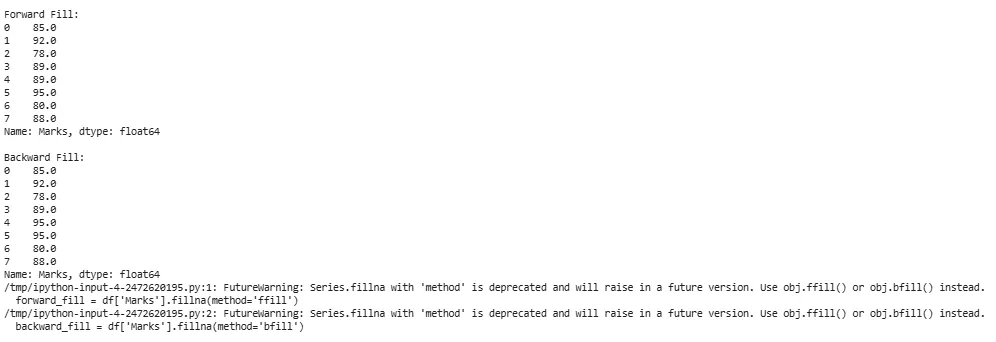 Forward Fill:
0    85.0
1    92.0
2    78.0
3    89.0
4    89.0
5    95.0
6    80.0
7    88.0
Name: Marks, dtype: float64

Backward Fill:
0    85.0
1    92.0
2    78.0
3    89.0
4    95.0
5    95.0
6    80.0
7    88.0
Name: Marks, dtype: float64
/tmp/ipython-input-4-2472620195.py:1: FutureWarning: Series.fillna with 'method' is deprecated and will raise in a future version. Use obj.ffill() or obj.bfill() instead.
  forward_fill = df['Marks'].fillna(method='ffill')
/tmp/ipython-input-4-2472620195.py:2: FutureWarning: Series.fillna with 'method' is deprecated and will raise in a future version. Use obj.ffill() or obj.bfill() instead.
  backward_fill = df['Marks'].fillna(method='bfill')